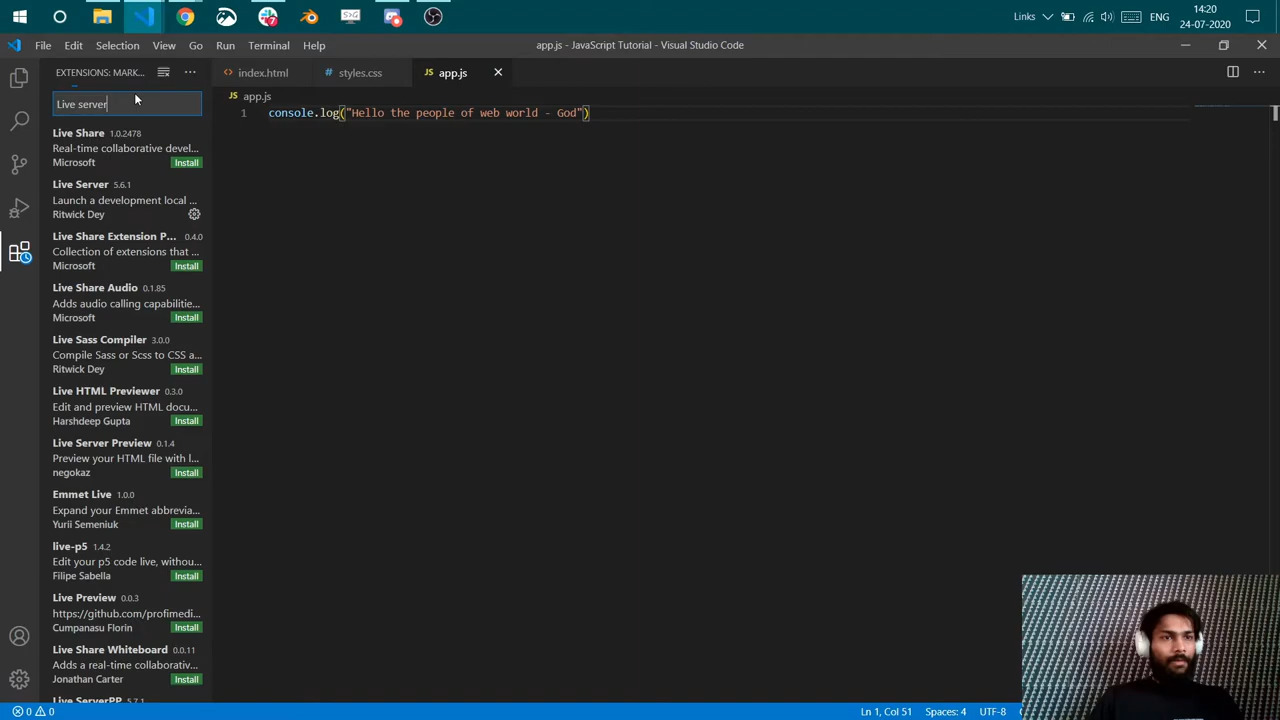 Links
ENG
14:20
24-07-2020
File Edit Selection View Go Run Terminal Help
app.js - JavaScript Tutorial - Visual Studio Code
EXTENSIONS: MARK...
index.html
# styles.css
JS app.js
Live server
JS app.js
1 console.log("Hello the people of web world - God")
Live Share 1.0.2478
Real-time collaborative devel...
Microsoft Install
Live Server 5.6.1
Launch a development local ...
Ritwick Dey
Live Share Extension P... 0.4.0
Collection of extensions that ...
Microsoft Install
Live Share Audio 0.1.85
Adds audio calling capabilitie...
Microsoft Install
Live Sass Compiler 3.0.0
Compile Sass or Scss to CSS a...
Ritwick Dey Install
Live HTML Previewer 0.3.0
Edit and preview HTML docu...
Harshdeep Gupta Install
Live Server Preview 0.1.4
Preview your HTML file with l...
negokaz Install
Emmet Live 1.0.0
Expand your Emmet abbrevia...
Yurii Semeniuk Install
live-p5 1.4.2
Edit your p5 code live, withou...
Filipe Sabella Install
Live Preview 0.0.3
https://github.com/profimedi...
Cumpanasu Florin Install
Live Share Whiteboard 0.0.11
Adds a real-time collaborativ...
Jonathan Carter Install
Live ServerPP 5.7.1
0 0
Ln 1, Col 51 Spaces: 4 UTF-8